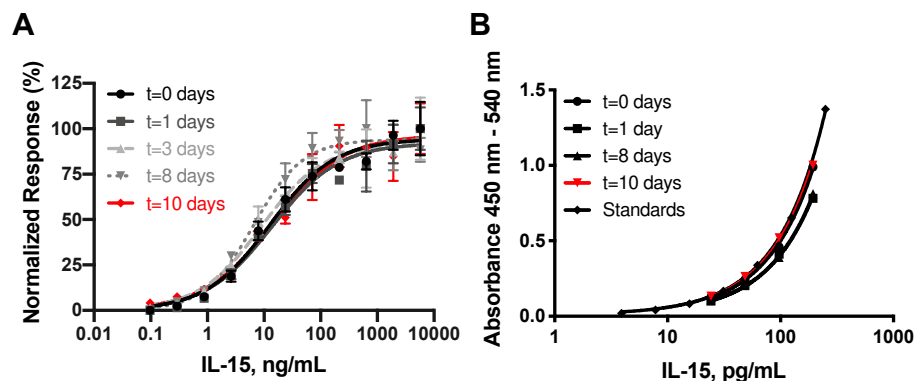 A
Normalized Response (%)
125
100
75
50
25
0
0.01
0.1
1
10
100
1000
10000
IL-15, ng/mL
t=0 days
t=1 days
t=3 days
t=8 days
t=10 days
B
Absorbance 450 nm - 540 nm
1.5
1.0
0.5
0.0
1
10
100
1000
IL-15, pg/mL
t=0 days
t=1 day
t=8 days
t=10 days
Standards